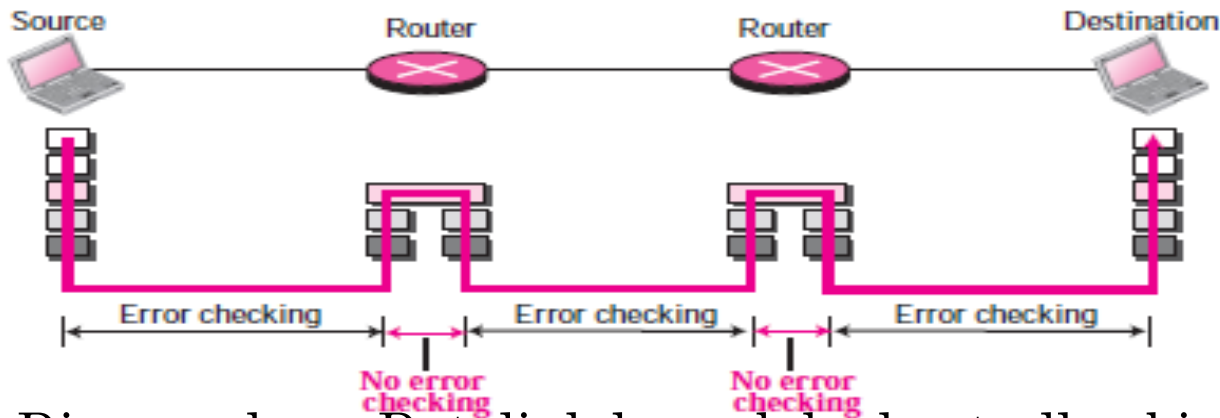 Source Router Router Destination
Error checking Error checking Error checking
No error checking
No error checking